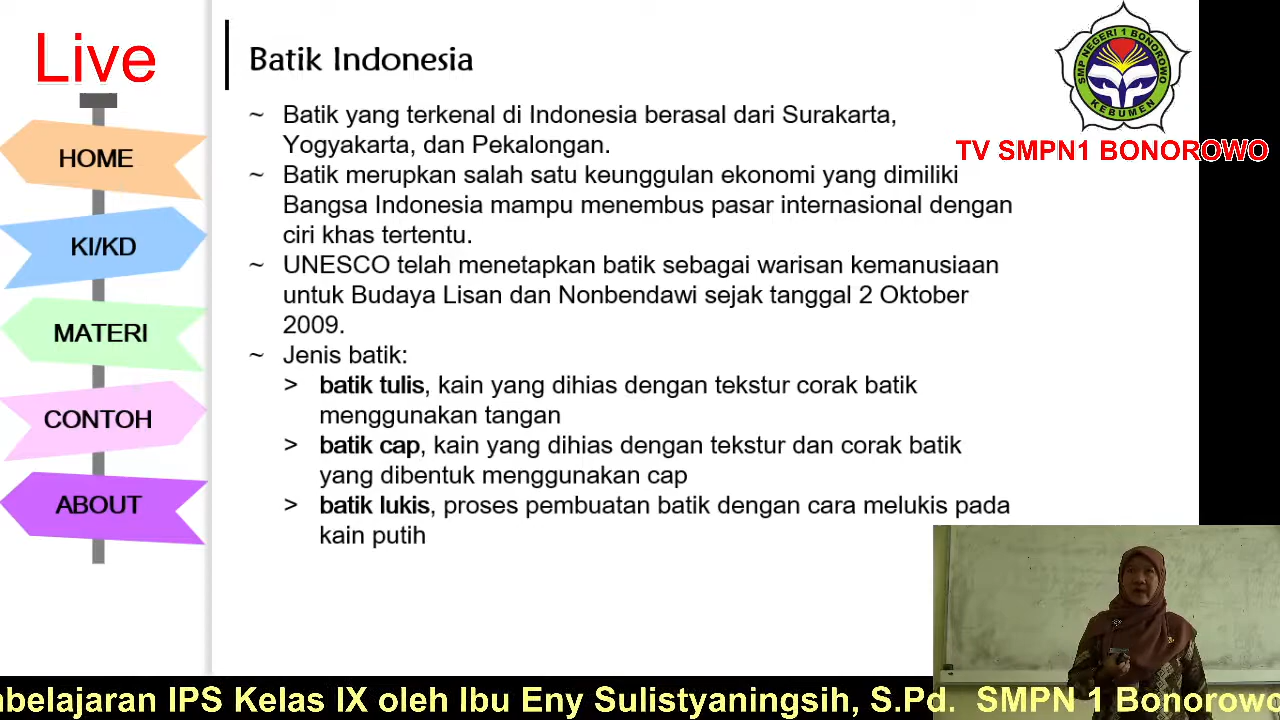 Live
HOME
KI/KD
MATERI
CONTOH
ABOUT
Batik Indonesia
~ Batik yang terkenal di Indonesia berasal dari Surakarta,
Yogyakarta, dan Pekalongan.
~ Batik merupkan salah satu keunggulan ekonomi yang dimiliki
Bangsa Indonesia mampu menembus pasar internasional dengan
ciri khas tertentu.
~ UNESCO telah menetapkan batik sebagai warisan kemanusiaan
untuk Budaya Lisan dan Nonbendawi sejak tanggal 2 Oktober
2009.
~ Jenis batik:
> batik tulis, kain yang dihias dengan tekstur corak batik
menggunakan tangan
> batik cap, kain yang dihias dengan tekstur dan corak batik
yang dibentuk menggunakan cap
> batik lukis, proses pembuatan batik dengan cara melukis pada
kain putih
SMP NEGERI 1 BONOROWO
KEBUMEN
TV SMPN1 BONOROWO
nbelajaran IPS Kelas IX oleh Ibu Eny Sulistyaningsih, S.Pd. SMPN 1 Bonorowo